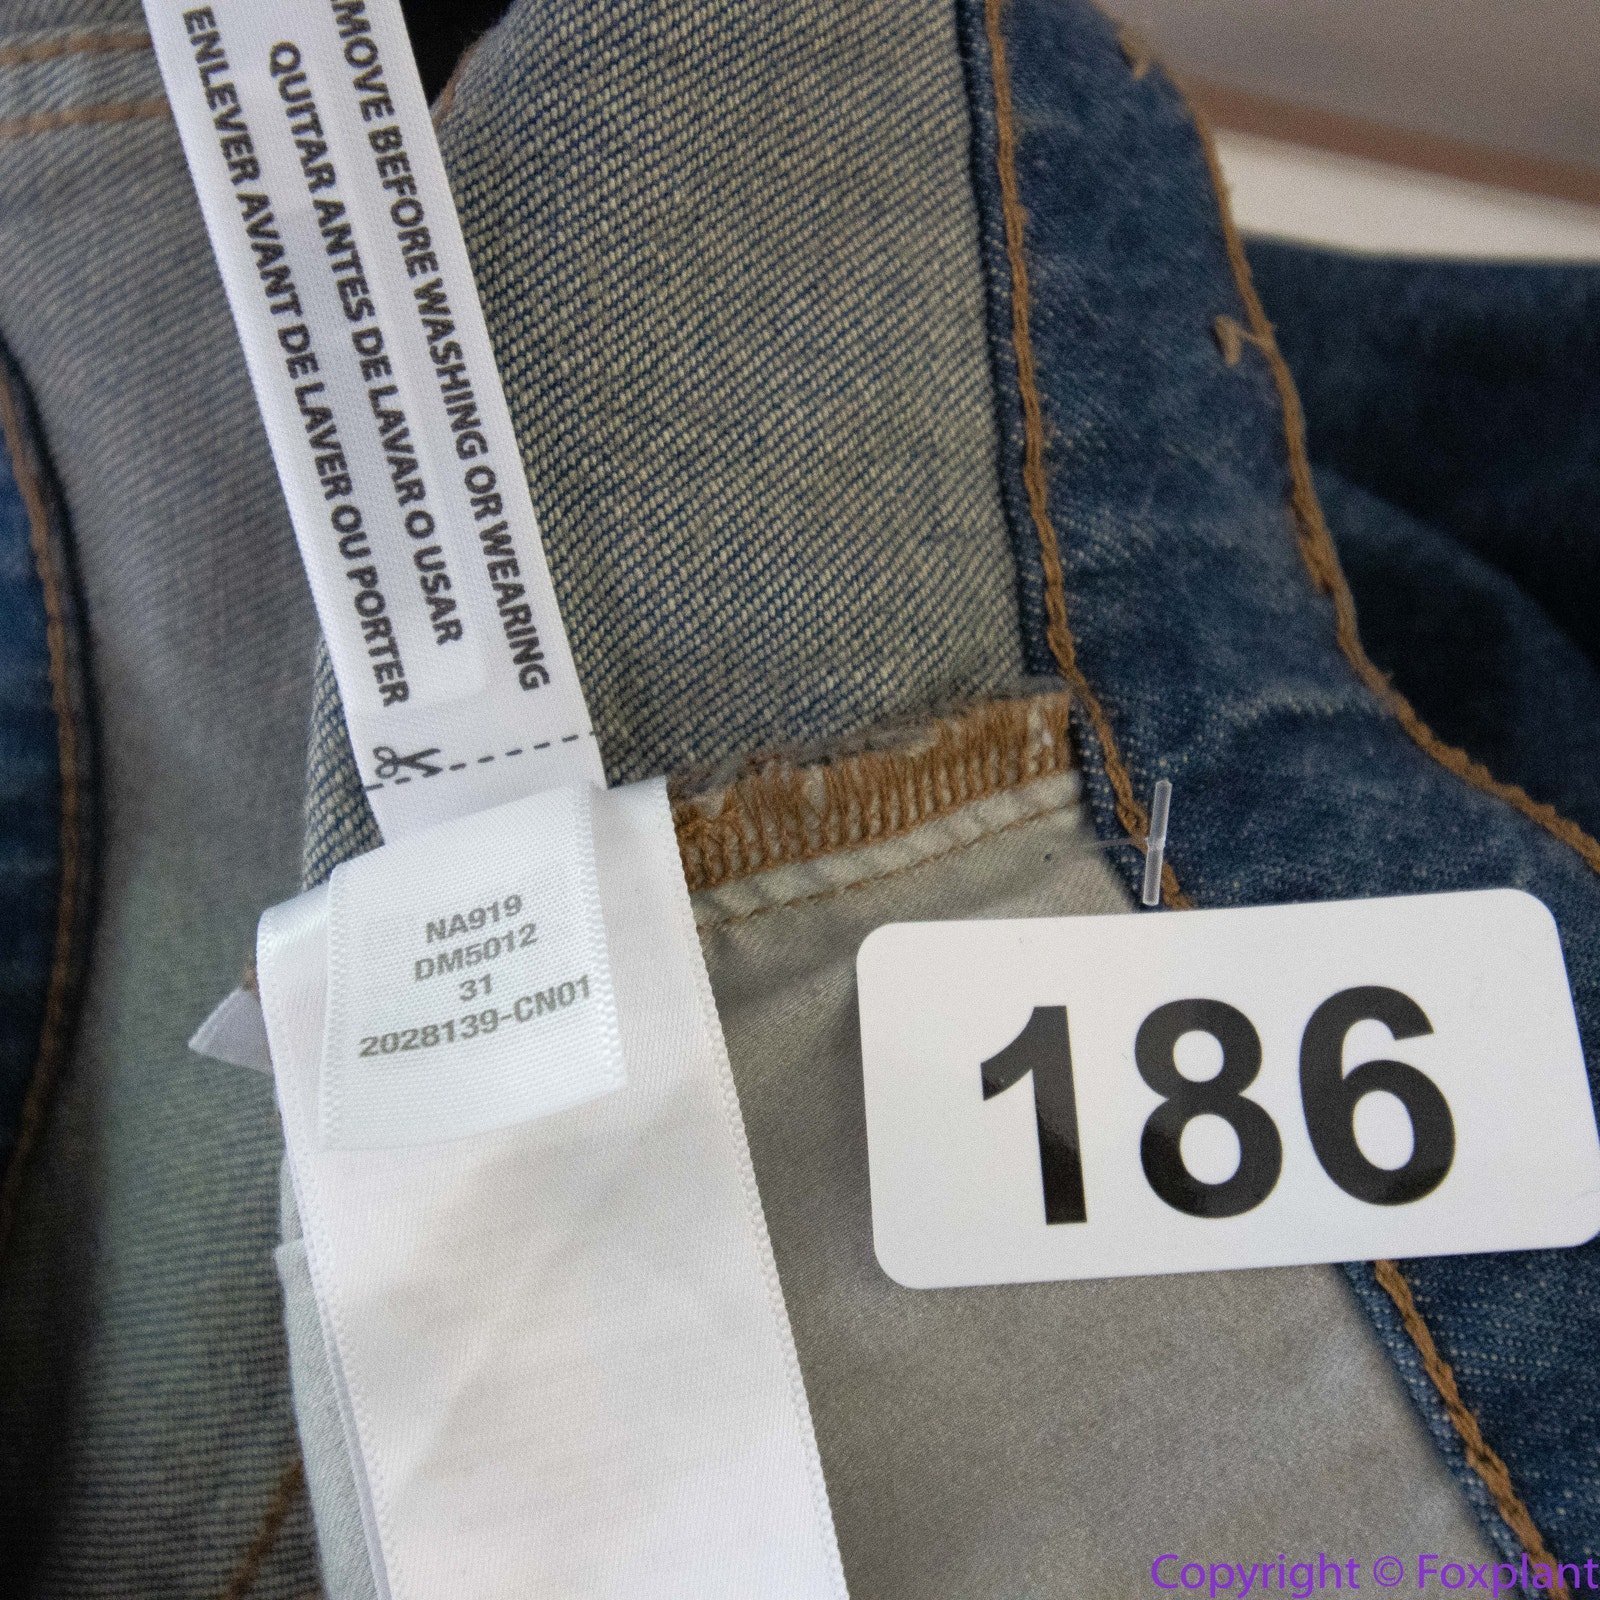 MOVE BEFORE WASHING OR WEARING
QUITAR ANTES DE LAVAR O USAR
ENLEVER AVANT DE LAVER OU PORTER
NA919
DM5012
31
2028139-CN01
186
Copyright © Foxplant